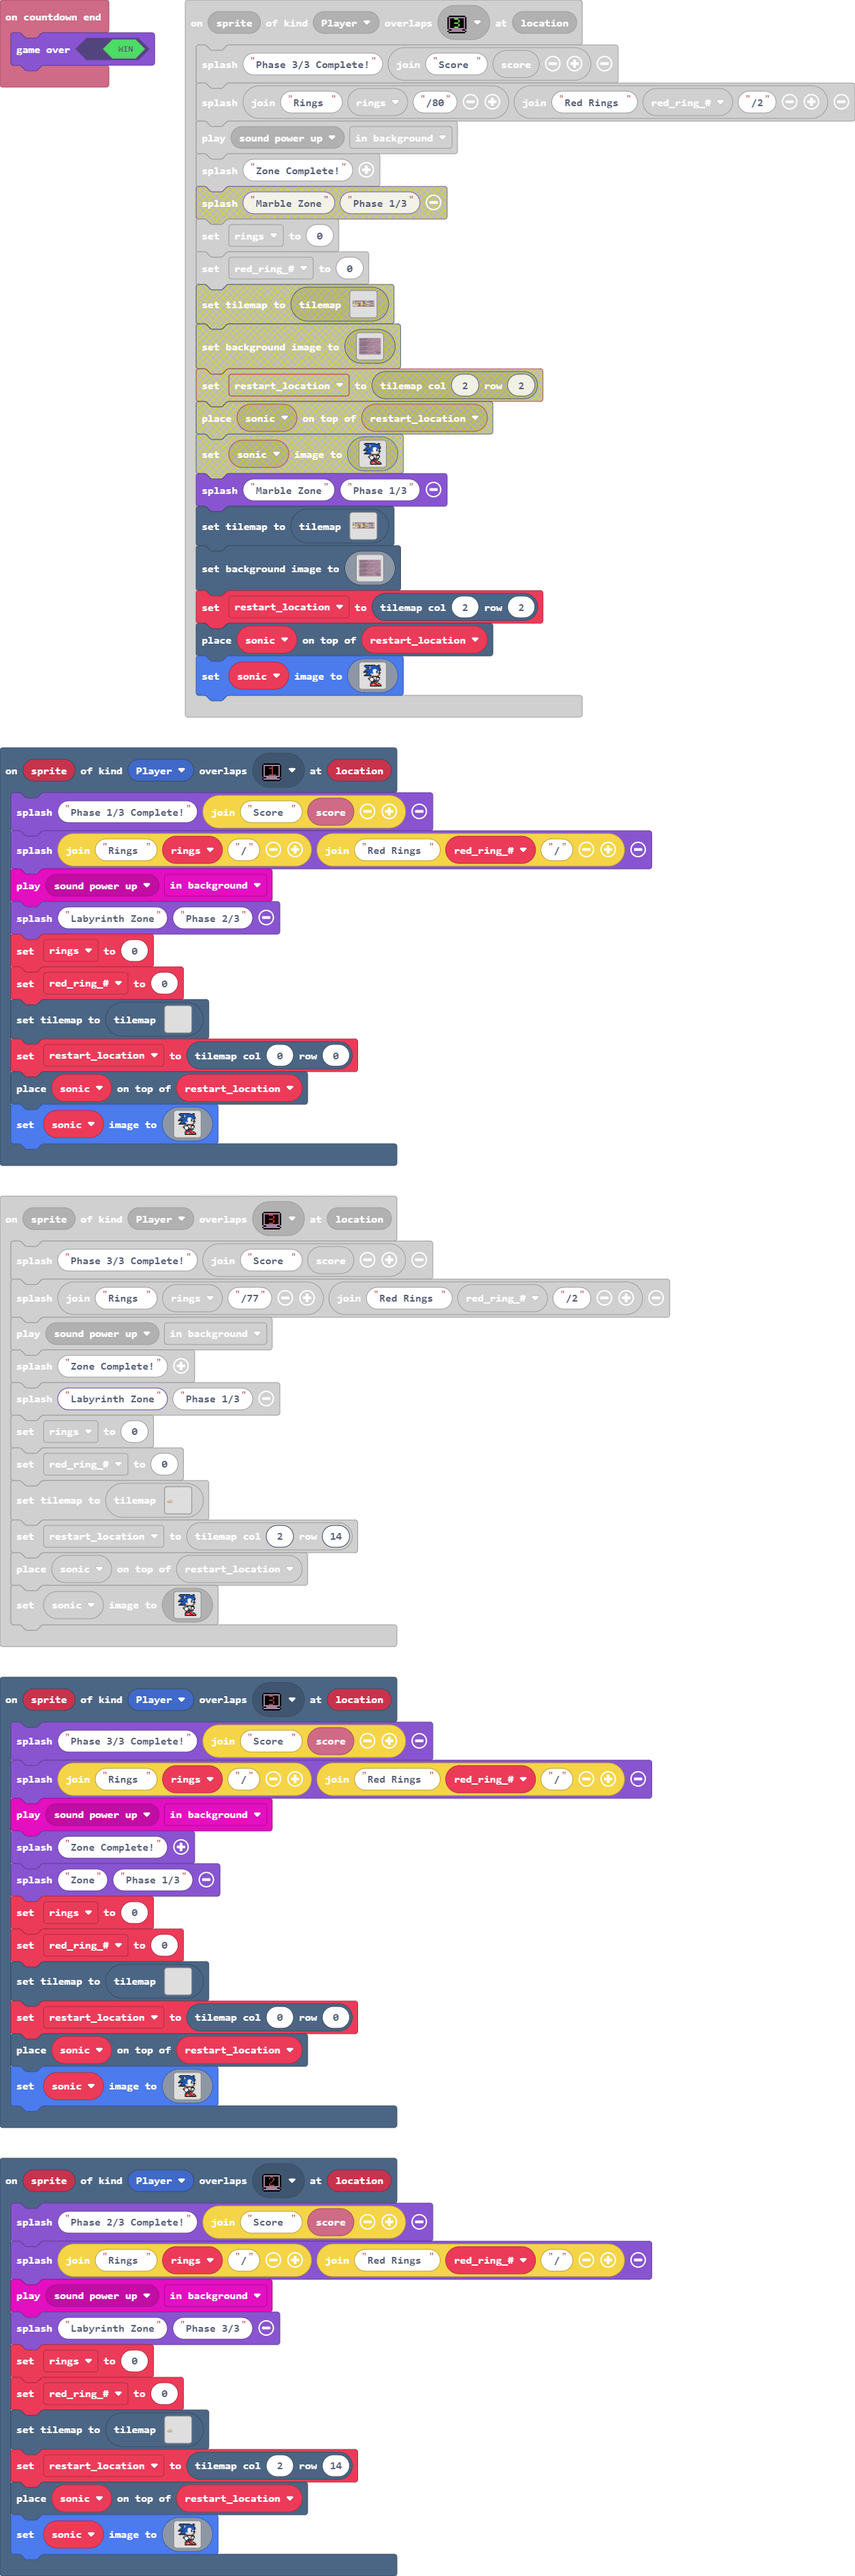 on countdown end
game over WIN
on sprite of kind Player overlaps 3 at location
splash "Phase 3/3 Complete!" join "Score " score
splash join "Rings " rings "/80" join "Red Rings " red_ring_# "/2"
play sound power up in background
splash "Zone Complete!"
splash "Marble Zone" "Phase 1/3"
set rings to 0
set red_ring_# to 0
set tilemap to tilemap
set background image to
set restart_location to tilemap col 2 row 2
place sonic on top of restart_location
set sonic image to
splash "Marble Zone" "Phase 1/3"
set tilemap to tilemap
set background image to
set restart_location to tilemap col 2 row 2
place sonic on top of restart_location
set sonic image to
on sprite of kind Player overlaps 1 at location
splash "Phase 1/3 Complete!" join "Score " score
splash join "Rings " rings "/" join "Red Rings " red_ring_# "/"
play sound power up in background
splash "Labyrinth Zone" "Phase 2/3"
set rings to 0
set red_ring_# to 0
set tilemap to tilemap
set restart_location to tilemap col 0 row 0
place sonic on top of restart_location
set sonic image to
on sprite of kind Player overlaps 3 at location
splash "Phase 3/3 Complete!" join "Score " score
splash join "Rings " rings "/77" join "Red Rings " red_ring_# "/2"
play sound power up in background
splash "Zone Complete!"
splash "Labyrinth Zone" "Phase 1/3"
set rings to 0
set red_ring_# to 0
set tilemap to tilemap
set restart_location to tilemap col 2 row 14
place sonic on top of restart_location
set sonic image to
on sprite of kind Player overlaps 3 at location
splash "Phase 3/3 Complete!" join "Score " score
splash join "Rings " rings "/" join "Red Rings " red_ring_# "/"
play sound power up in background
splash "Zone Complete!"
splash "Zone" "Phase 1/3"
set rings to 0
set red_ring_# to 0
set tilemap to tilemap
set restart_location to tilemap col 0 row 0
place sonic on top of restart_location
set sonic image to
on sprite of kind Player overlaps 2 at location
splash "Phase 2/3 Complete!" join "Score " score
splash join "Rings " rings "/" join "Red Rings " red_ring_# "/"
play sound power up in background
splash "Labyrinth Zone" "Phase 3/3"
set rings to 0
set red_ring_# to 0
set tilemap to tilemap
set restart_location to tilemap col 2 row 14
place sonic on top of restart_location
set sonic image to